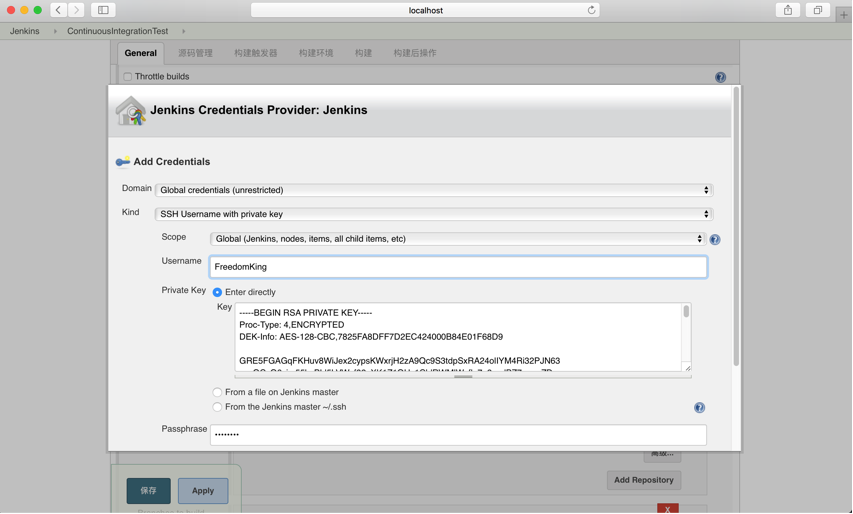 localhost
Jenkins
ContinuousIntegrationTest
General
源码管理
构建触发器
构建环境
构建
构建后操作
Throttle builds
Jenkins Credentials Provider: Jenkins
Add Credentials
Domain
Global credentials (unrestricted)
Kind
SSH Username with private key
Scope
Global (Jenkins, nodes, items, all child items, etc)
Username
FreedomKing
Private Key
Enter directly
Key
-----BEGIN RSA PRIVATE KEY-----
Proc-Type: 4,ENCRYPTED
DEK-Info: AES-128-CBC,7825FA8DFF7D2EC424000B84E01F68D9
GRE5FGAGqFKHuv8WiJex2cypsKWxrjH2zA9Qc9S3tdpSxRA24olIYM4Ri32PJN63
From a file on Jenkins master
From the Jenkins master ~/.ssh
Passphrase
••••••••
高级...
Add Repository
保存
Apply
X